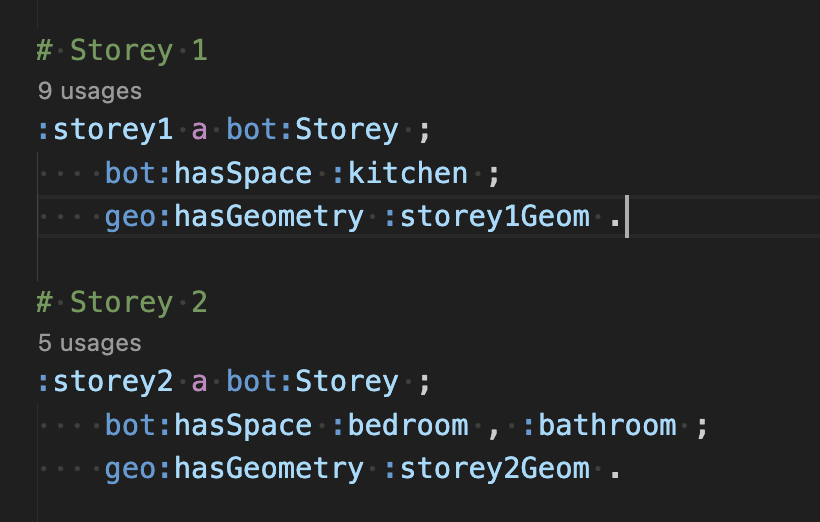 # Storey 1
9 usages
:storey1 a bot:Storey ;
    bot:hasSpace :kitchen ;
    geo:hasGeometry :storey1Geom .
# Storey 2
5 usages
:storey2 a bot:Storey ;
    bot:hasSpace :bedroom , :bathroom ;
    geo:hasGeometry :storey2Geom .